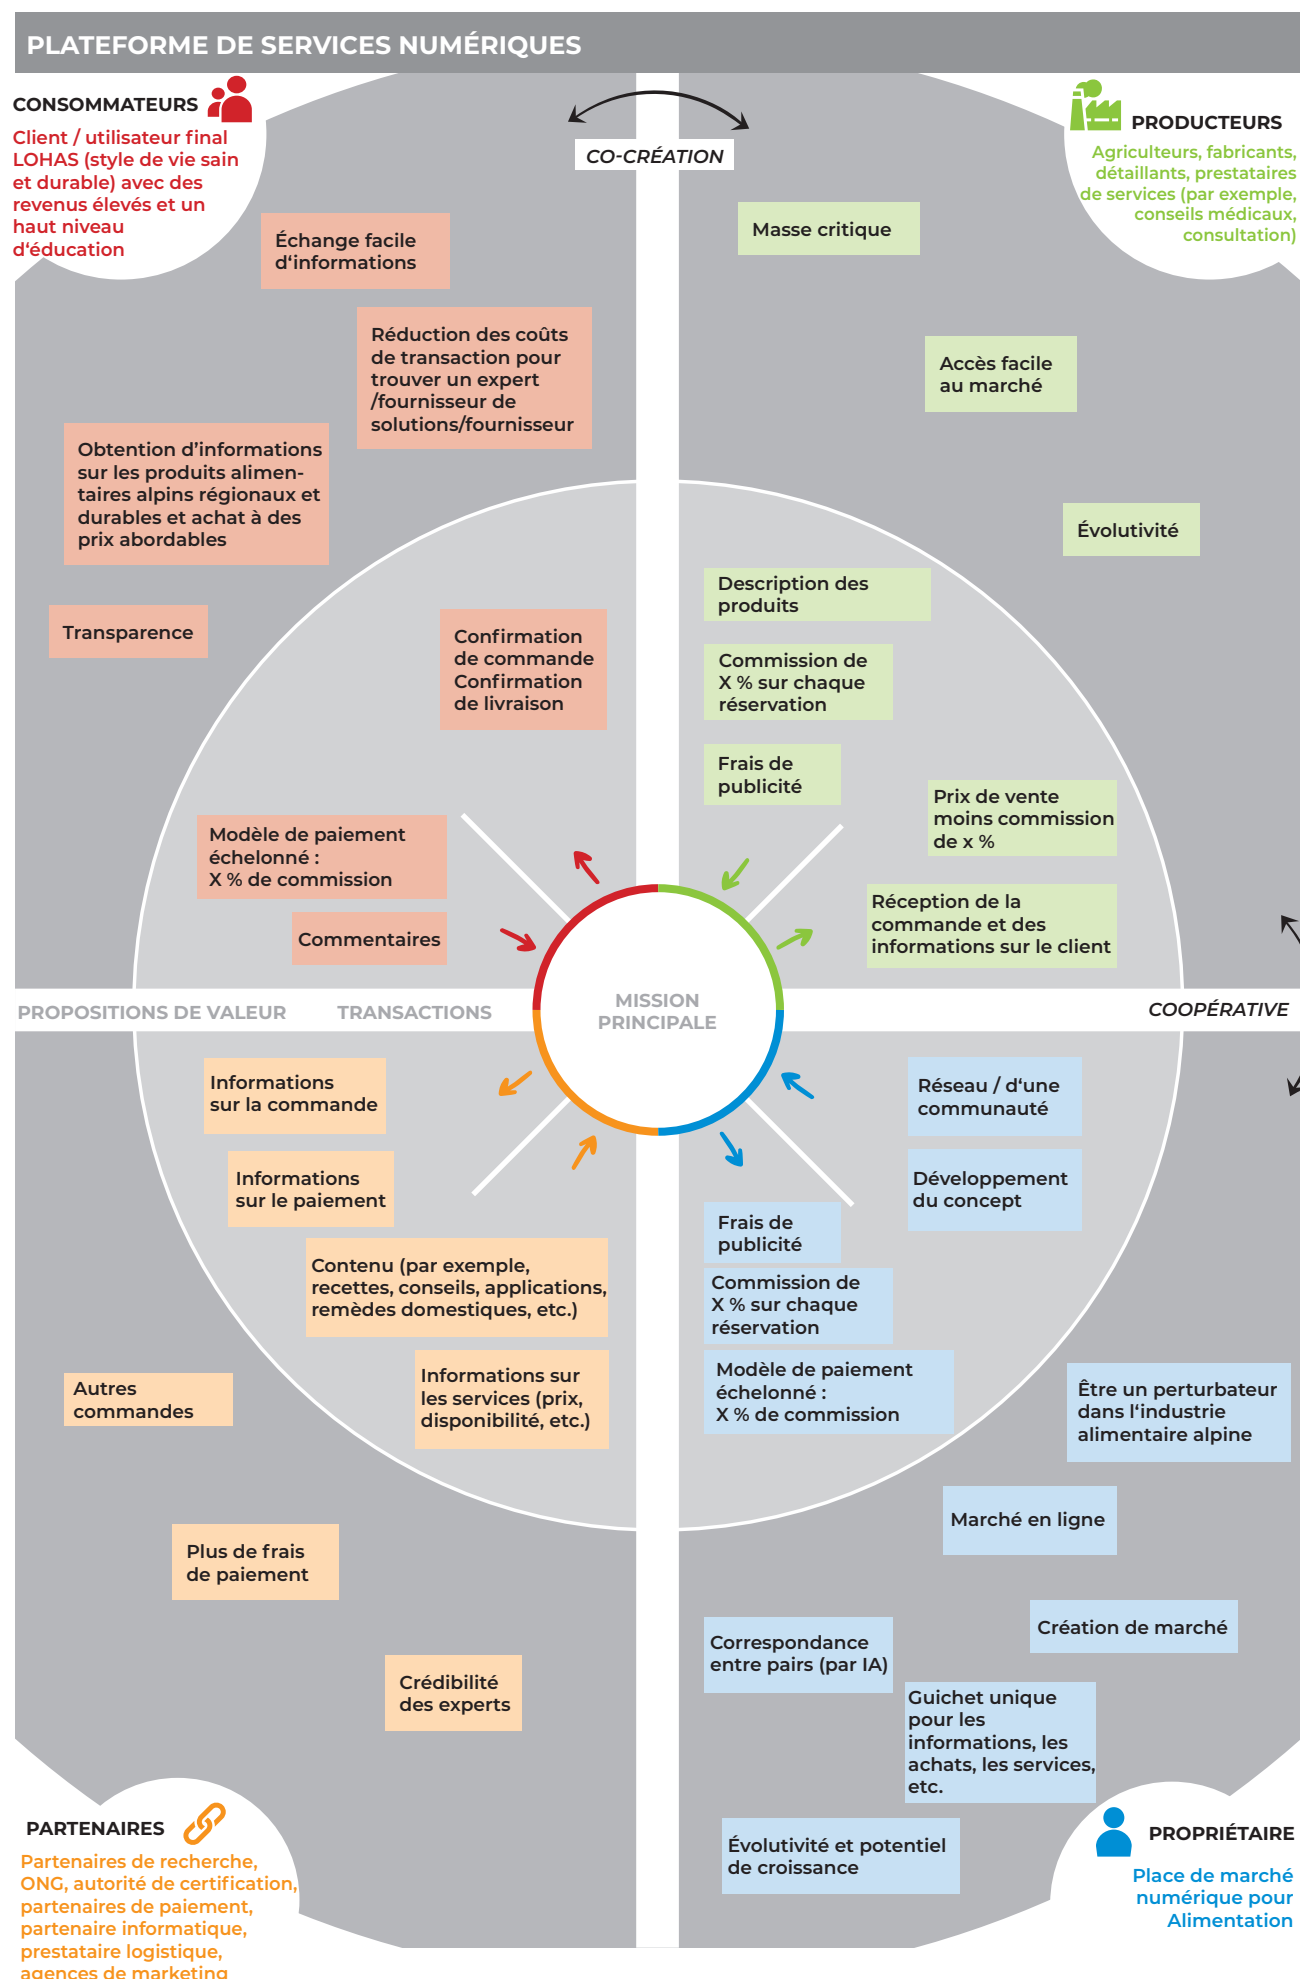 PLATEFORME DE SERVICES NUMÉRIQUES
CONSOMMATEURS
Client / utilisateur final
LOHAS (style de vie sain
et durable) avec des
revenus élevés et un
haut niveau
d‘éducation
CO-CRÉATION
PRODUCTEURS
Agriculteurs, fabricants,
détaillants, prestataires
de services (par exemple,
conseils médicaux,
consultation)
Échange facile
d‘informations
Réduction des coûts
de transaction pour
trouver un expert
/fournisseur de
solutions/fournisseur
Obtention d’informations
sur les produits alimen-
taires alpins régionaux et
durables et achat à des
prix abordables
Transparence
Confirmation
de commande
Confirmation
de livraison
Modèle de paiement
échelonné :
X % de commission
Commentaires
Masse critique
Accès facile
au marché
Évolutivité
Description des
produits
Commission de
X % sur chaque
réservation
Frais de
publicité
Prix de vente
moins commission
de x %
Réception de la
commande et des
informations sur le client
PROPOSITIONS DE VALEUR
TRANSACTIONS
MISSION
PRINCIPALE
COOPÉRATIVE
Informations
sur la commande
Informations
sur le paiement
Contenu (par exemple,
recettes, conseils, applications,
remèdes domestiques, etc.)
Informations sur
les services (prix,
disponibilité, etc.)
Autres
commandes
Plus de frais
de paiement
Crédibilité
des experts
Réseau / d‘une
communauté
Développement
du concept
Frais de
publicité
Commission de
X % sur chaque
réservation
Modèle de paiement
échelonné :
X % de commission
Être un perturbateur
dans l‘industrie
alimentaire alpine
Marché en ligne
Création de marché
Correspondance
entre pairs (par IA)
Guichet unique
pour les
informations, les
achats, les services,
etc.
Évolutivité et potentiel
de croissance
PARTENAIRES
Partenaires de recherche,
ONG, autorité de certification,
partenaires de paiement,
partenaire informatique,
prestataire logistique,
agences de marketing
PROPRIÉTAIRE
Place de marché
numérique pour
Alimentation